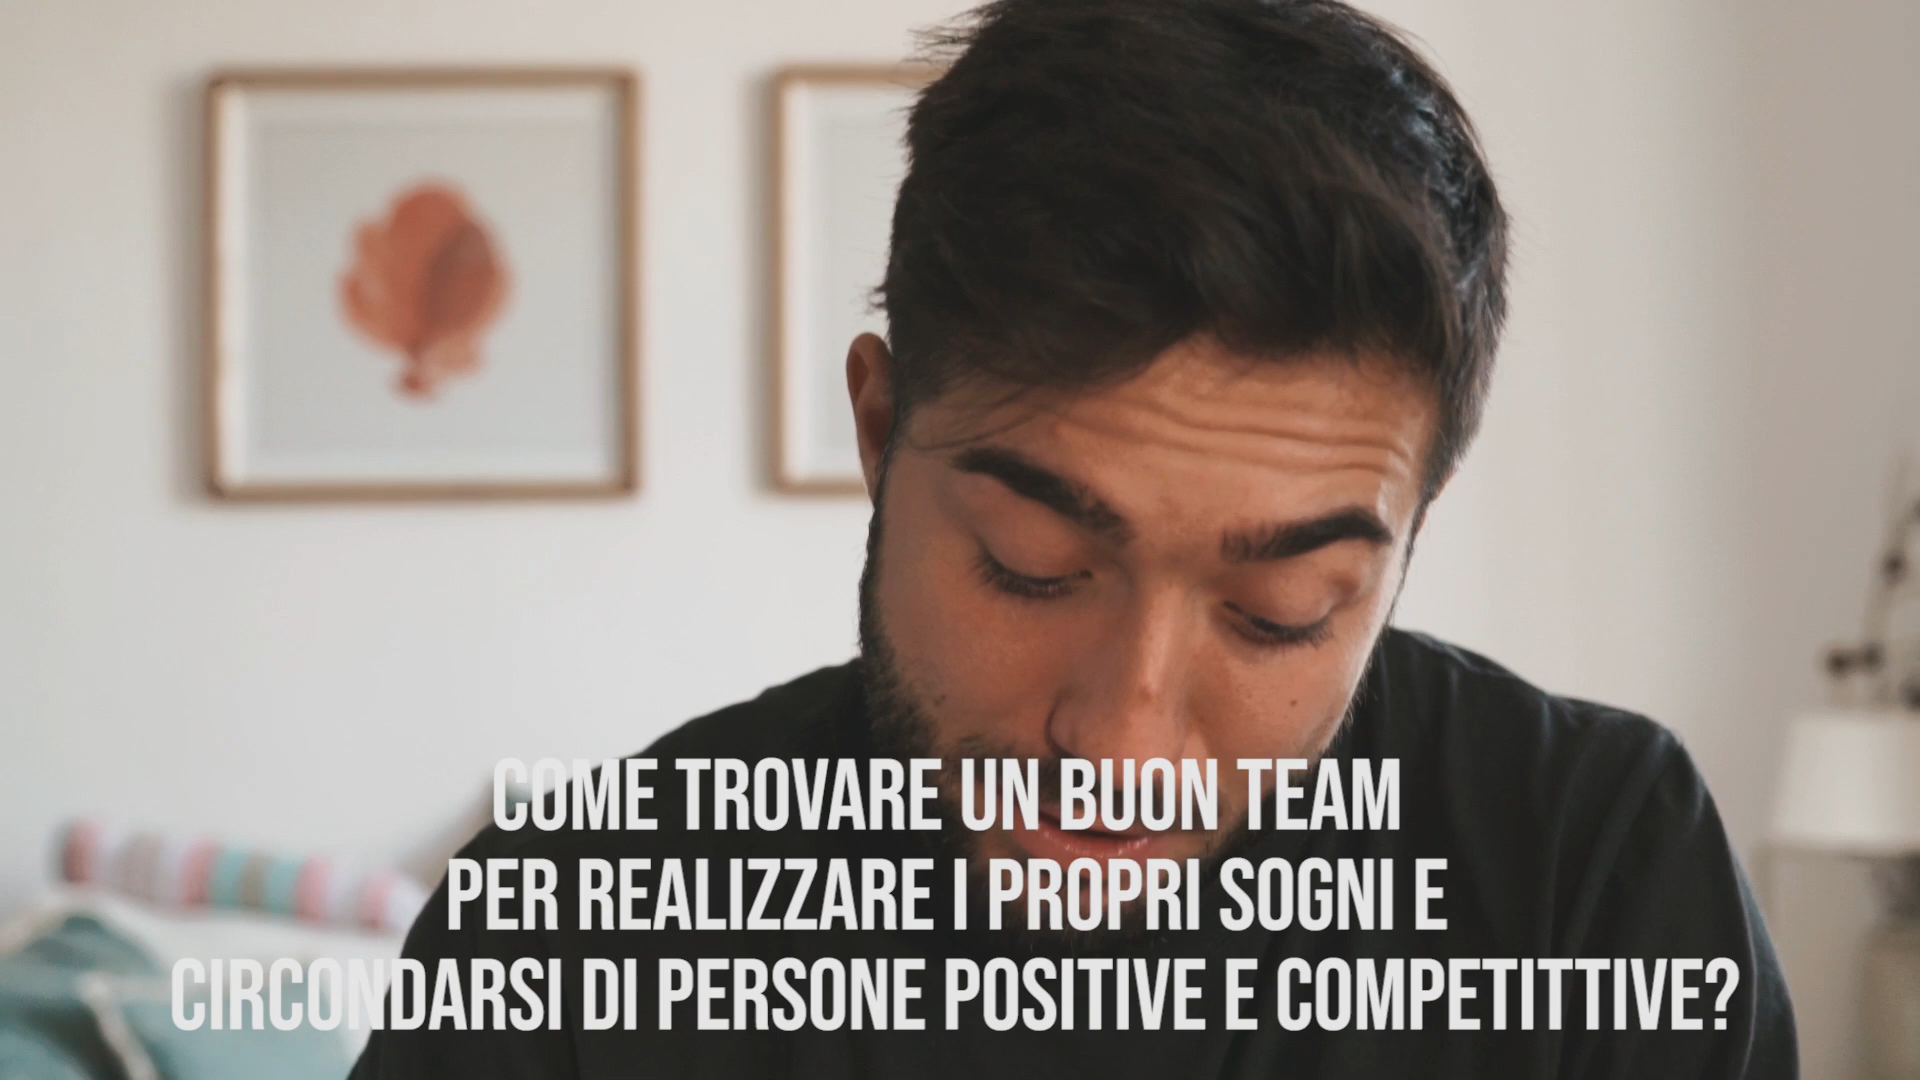 COME TROVARE UN BUON TEAM
PER REALIZZARE I PROPRI SOGNI E
CIRCONDARSI DI PERSONE POSITIVE E COMPETITTIVE?